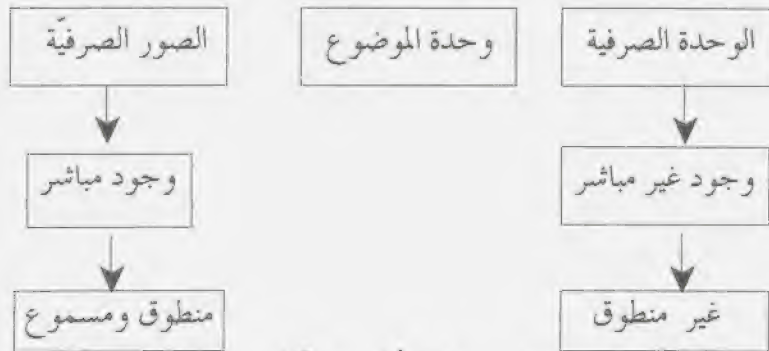 الوحدة الصرفية
وحدة الموضوع
الصور الصرفيّة
وجود غير مباشر
وجود مباشر
غير منطوق
منطوق ومسموع